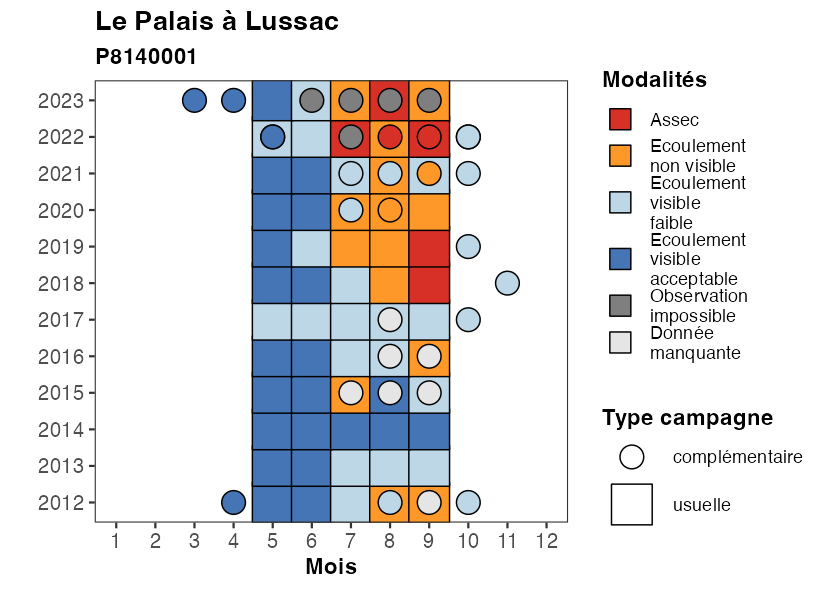 Le Palais à Lussac
P8140001
2023
2022
2021
2020
2019
2018
2017
2016
2015
2014
2013
2012
1 2 3 4 5 6 7 8 9 10 11 12
Mois
Modalités
Assec
Ecoulement
non visible
Ecoulement
visible
faible
Ecoulement
visible
acceptable
Observation
impossible
Donnée
manquante
Type campagne
complémentaire
usuelle